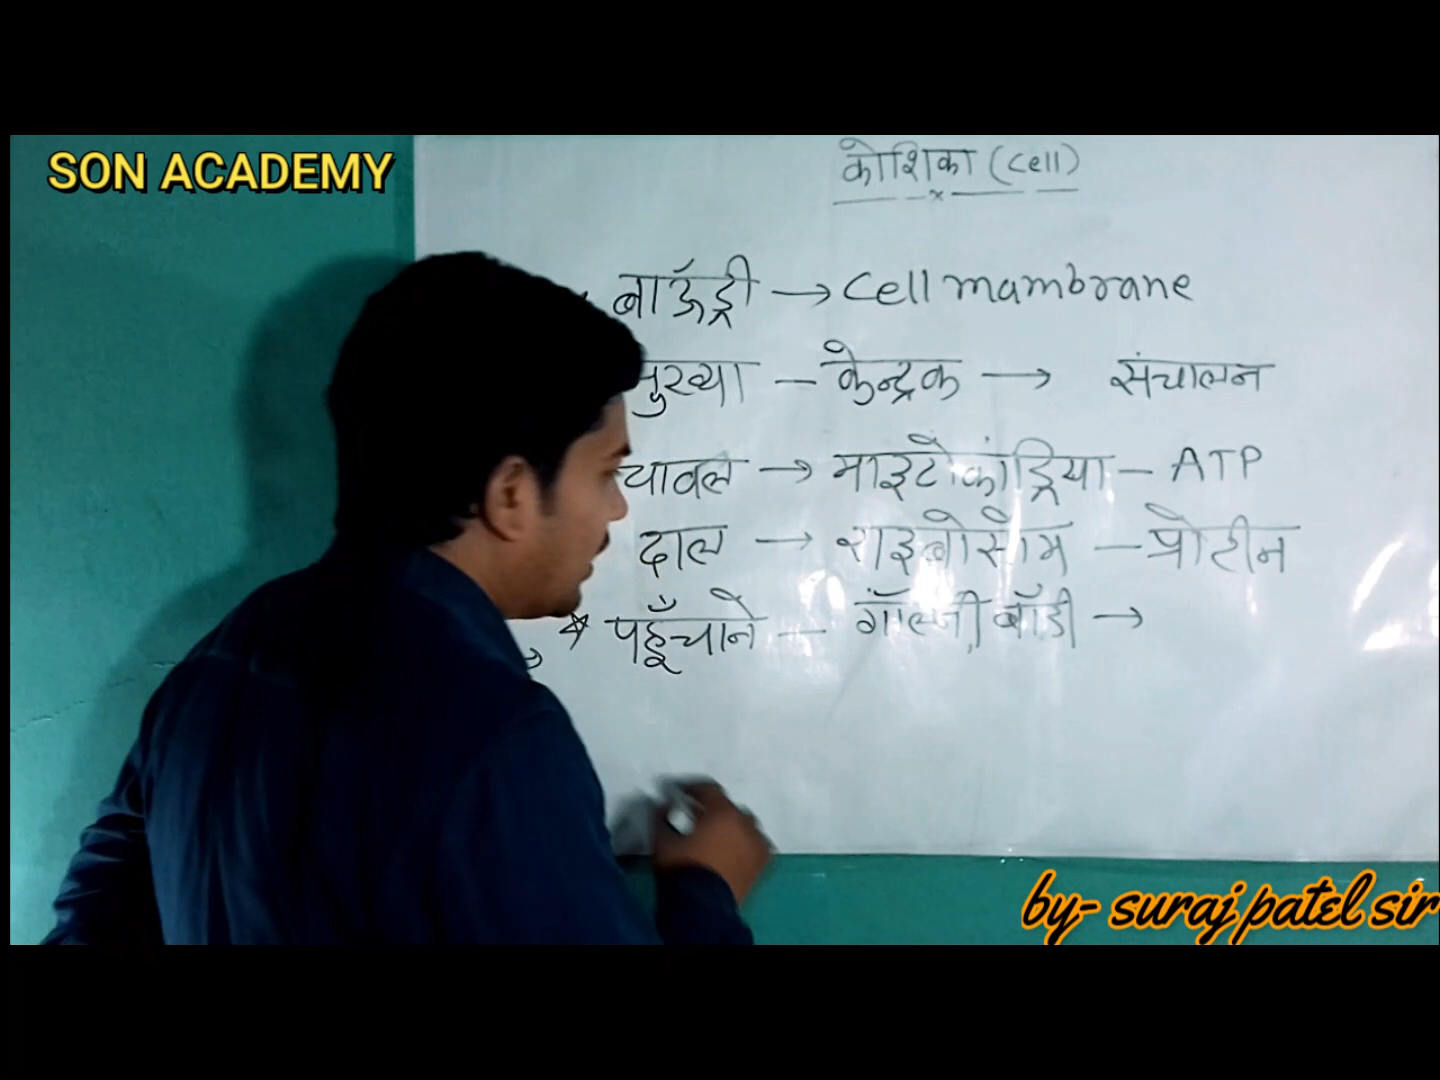 SON ACADEMY
कोशिका (Cell)
बाऊँड्री → Cell mambrane
मुख्या – केन्द्रक → संचालन
चावल → माइटोकांड्रिया – ATP
दाल → राइबोसोम – प्रोटीन
* पहूँचाने – गॉल्जी बॉडी →
by- suraj patel sir